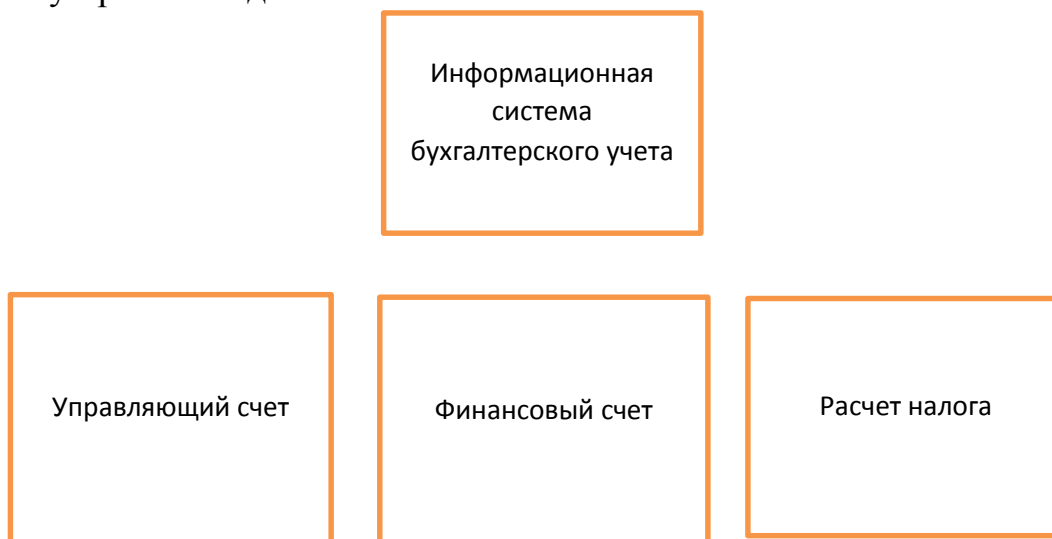 Информационная
система
бухгалтерского учета
Управляющий счет
Финансовый счет
Расчет налога